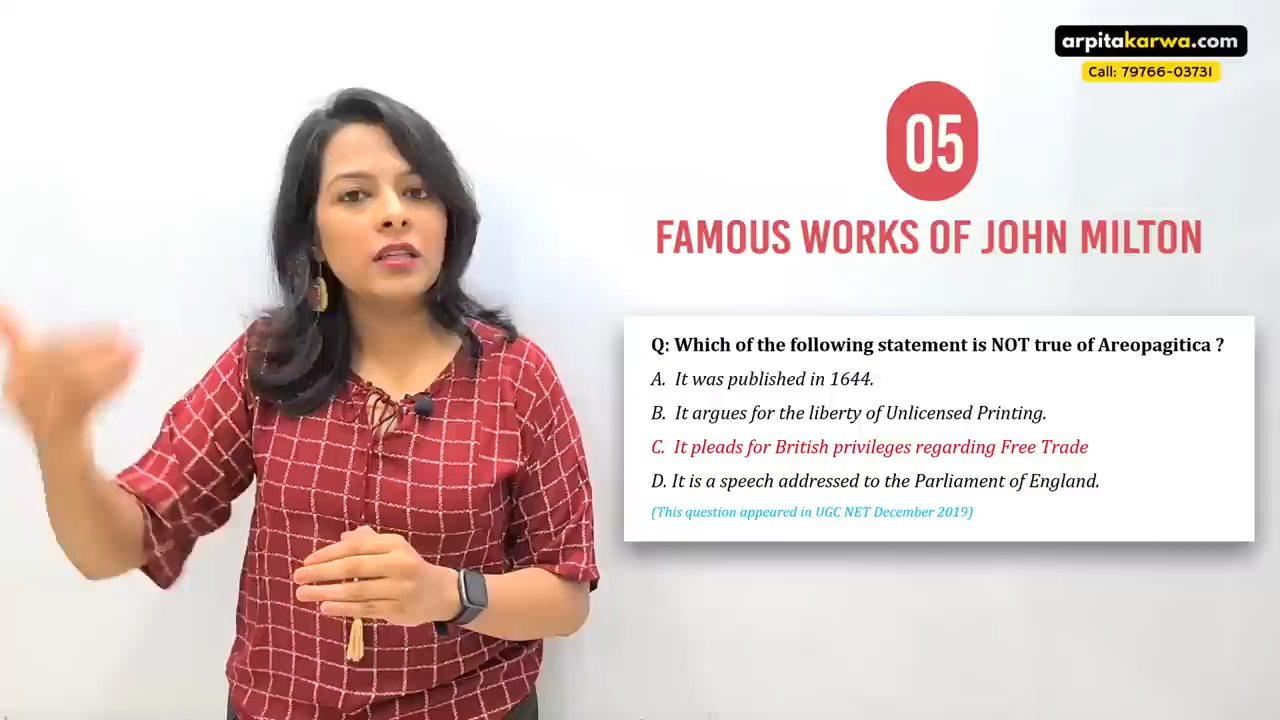 arpitakarwa.com
Call: 79766-03731
05
FAMOUS WORKS OF JOHN MILTON
Q: Which of the following statement is NOT true of Areopagitica ?
A. It was published in 1644.
B. It argues for the liberty of Unlicensed Printing.
C. It pleads for British privileges regarding Free Trade
D. It is a speech addressed to the Parliament of England.
(This question appeared in UGC NET December 2019)